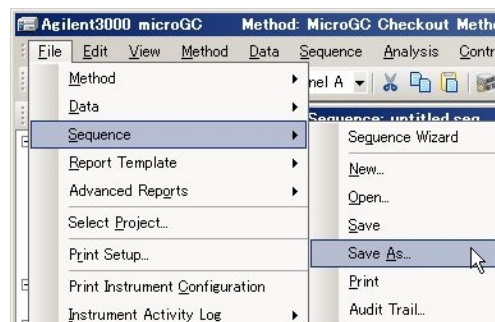 Agilent3000 microGC Method: MicroGC Checkout Meth
File Edit View Method Data Sequence Analysis Contr
Method
nel A
Data
Sequence: untitled.seq
Sequence
Sequence Wizard
Report Template
New...
Advanced Reports
Open...
Select Project...
Save
Print Setup...
Save As...
Print Instrument Configuration
Print
Instrument Activity Log
Audit Trail...